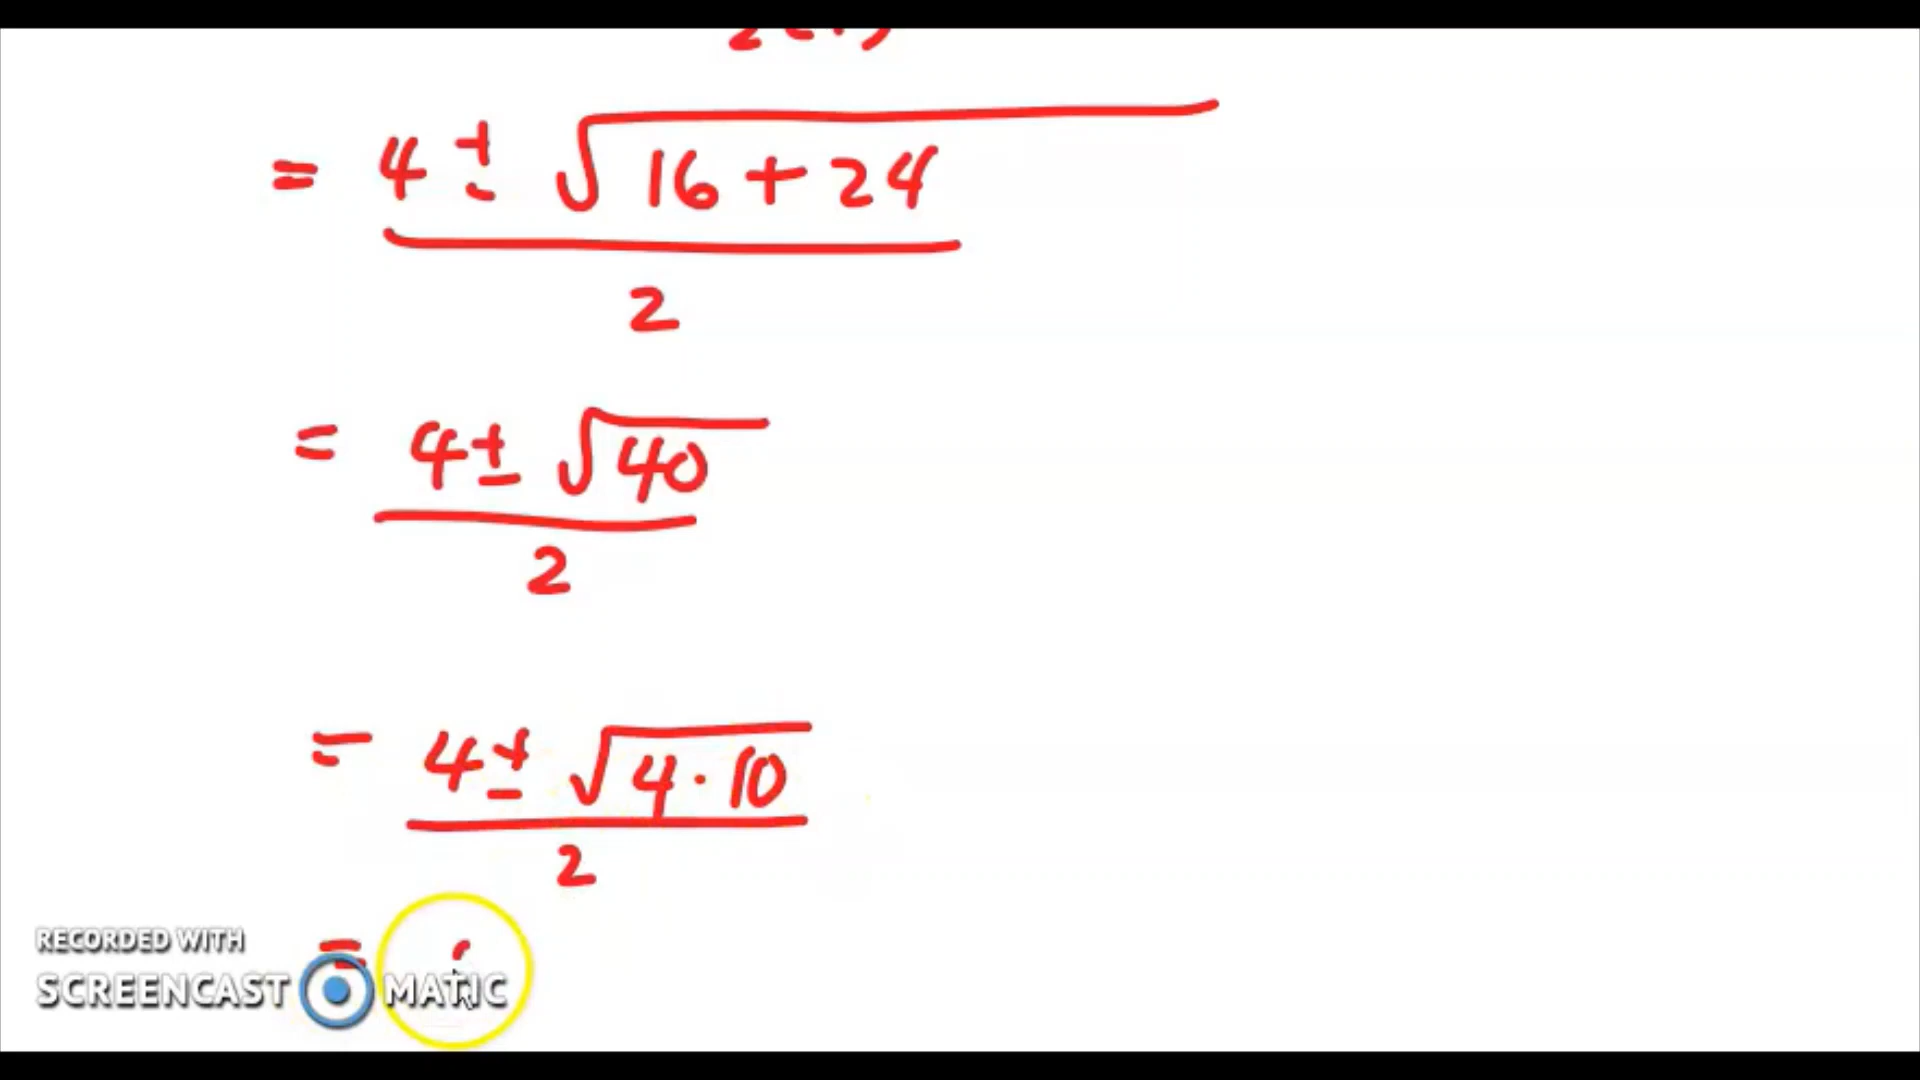 = 4 ± √16 + 24
2
= 4 ± √40
2
= 4 ± √4 · 10
2
=
RECORDED WITH
SCREENCAST MATIC